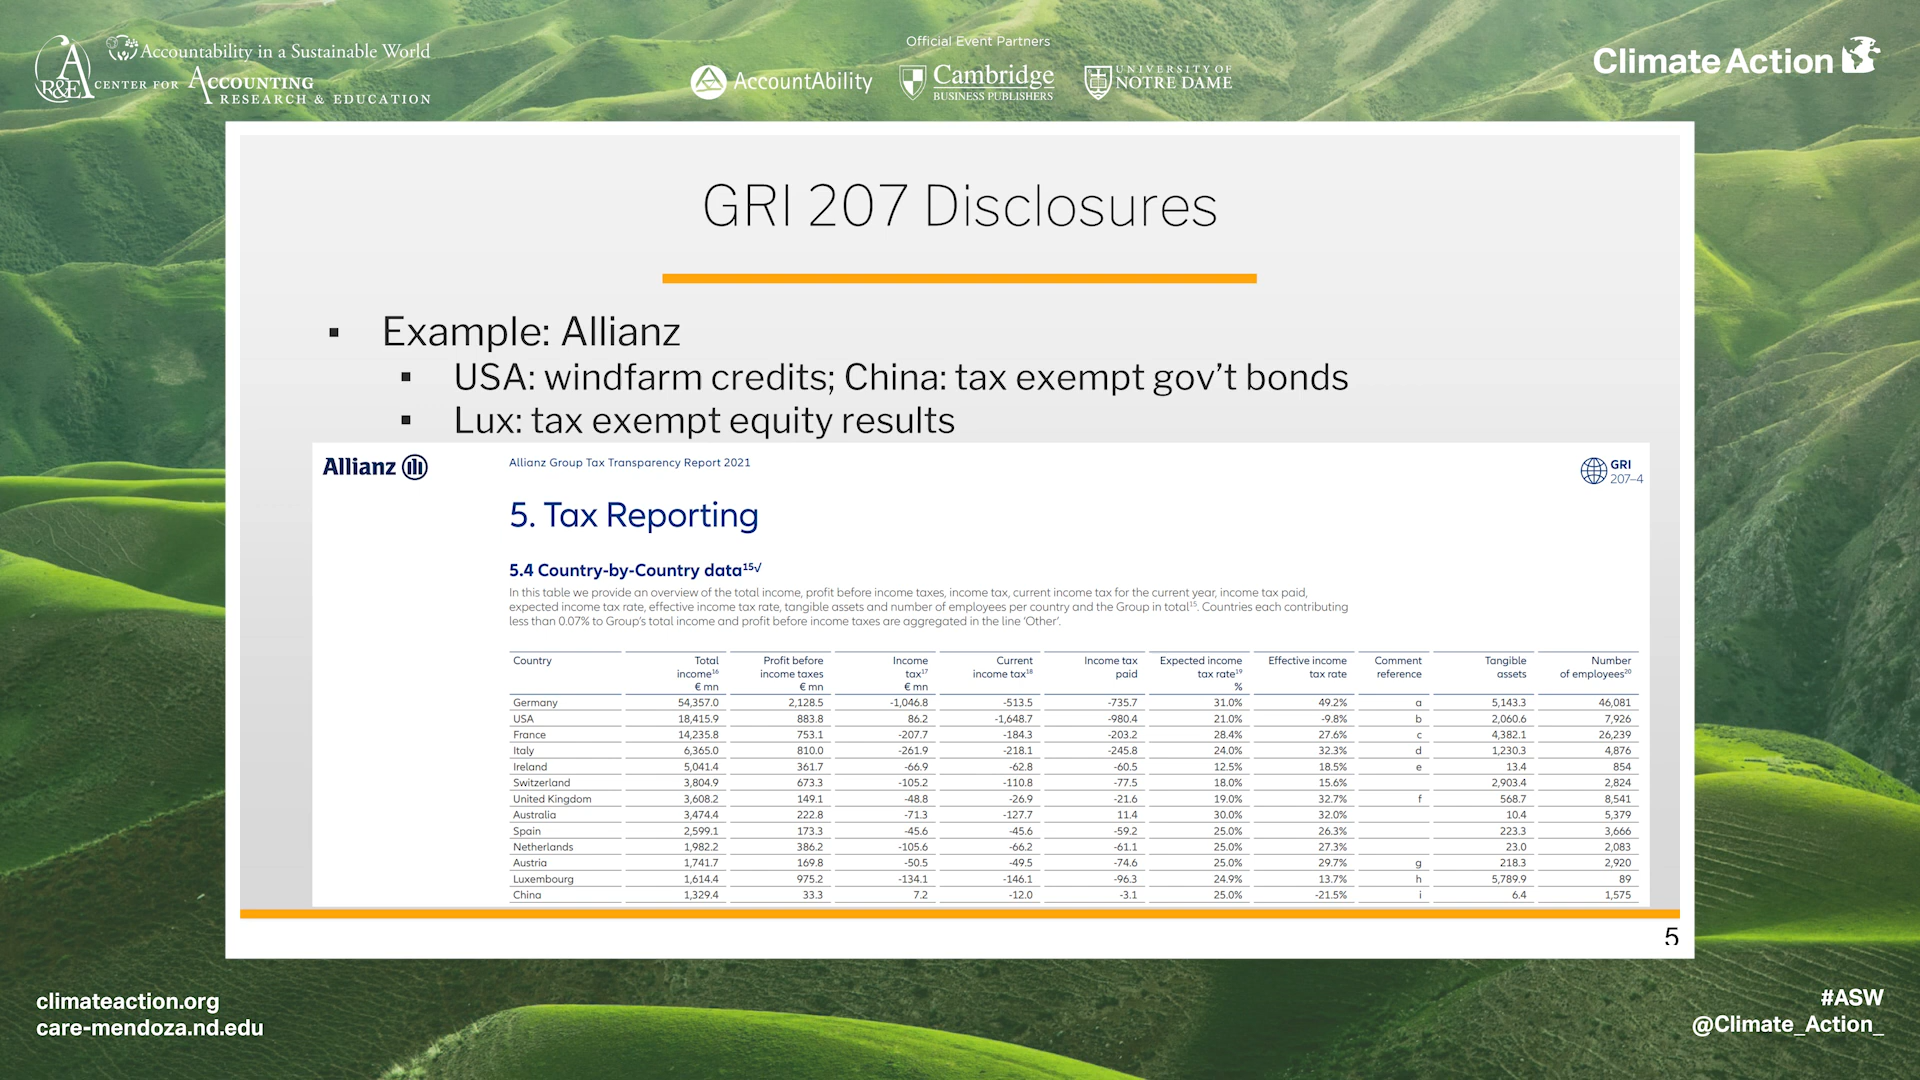 Accountability in a Sustainable World
R&E CA CENTER FOR ACCOUNTING
RESEARCH & EDUCATION
Official Event Partners
AccountAbility
Cambridge
BUSINESS PUBLISHERS
UNIVERSITY OF
NOTRE DAME
Climate Action
GRI 207 Disclosures
▪ Example: Allianz
▪ USA: windfarm credits; China: tax exempt gov’t bonds
▪ Lux: tax exempt equity results
Allianz
Allianz Group Tax Transparency Report 2021
GRI
207–4
5. Tax Reporting
5.4 Country-by-Country data¹⁵√
In this table we provide an overview of the total income, profit before income taxes, income tax, current income tax for the current year, income tax paid,
expected income tax rate, effective income tax rate, tangible assets and number of employees per country and the Group in total¹⁵. Countries each contributing
less than 0.07% to Group’s total income and profit before income taxes are aggregated in the line ‘Other’.
Country Total Profit before Income Current Income tax Expected income Effective income Comment Tangible Number
income¹⁶ income taxes tax¹⁷ income tax¹⁸ paid tax rate¹⁹ tax rate reference assets of employees²⁰
€ mn € mn € mn %
Germany 54,357.0 2,128.5 -1,046.8 -513.5 -735.7 31.0% 49.2% a 5,143.3 46,081
USA 18,415.9 883.8 86.2 -1,648.7 -980.4 21.0% -9.8% b 2,060.6 7,926
France 14,235.8 753.1 -207.7 -184.3 -203.2 28.4% 27.6% c 4,382.1 26,239
Italy 6,365.0 810.0 -261.9 -218.1 -245.8 24.0% 32.3% d 1,230.3 4,876
Ireland 5,041.4 361.7 -66.9 -62.8 -60.5 12.5% 18.5% e 13.4 854
Switzerland 3,804.9 673.3 -105.2 -110.8 -77.5 18.0% 15.6% 2,903.4 2,824
United Kingdom 3,608.2 149.1 -48.8 -26.9 -21.6 19.0% 32.7% f 568.7 8,541
Australia 3,474.4 222.8 -71.3 -127.7 11.4 30.0% 32.0% 10.4 5,379
Spain 2,599.1 173.3 -45.6 -45.6 -59.2 25.0% 26.3% 223.3 3,666
Netherlands 1,982.2 386.2 -105.6 -66.2 -61.1 25.0% 27.3% 23.0 2,083
Austria 1,741.7 169.8 -50.5 -49.5 -74.6 25.0% 29.7% g 218.3 2,920
Luxembourg 1,614.4 975.2 -134.1 -146.1 -96.3 24.9% 13.7% h 5,789.9 89
China 1,329.4 33.3 7.2 -12.0 -3.1 25.0% -21.5% i 6.4 1,575
5
climateaction.org
care-mendoza.nd.edu
#ASW
@Climate_Action_